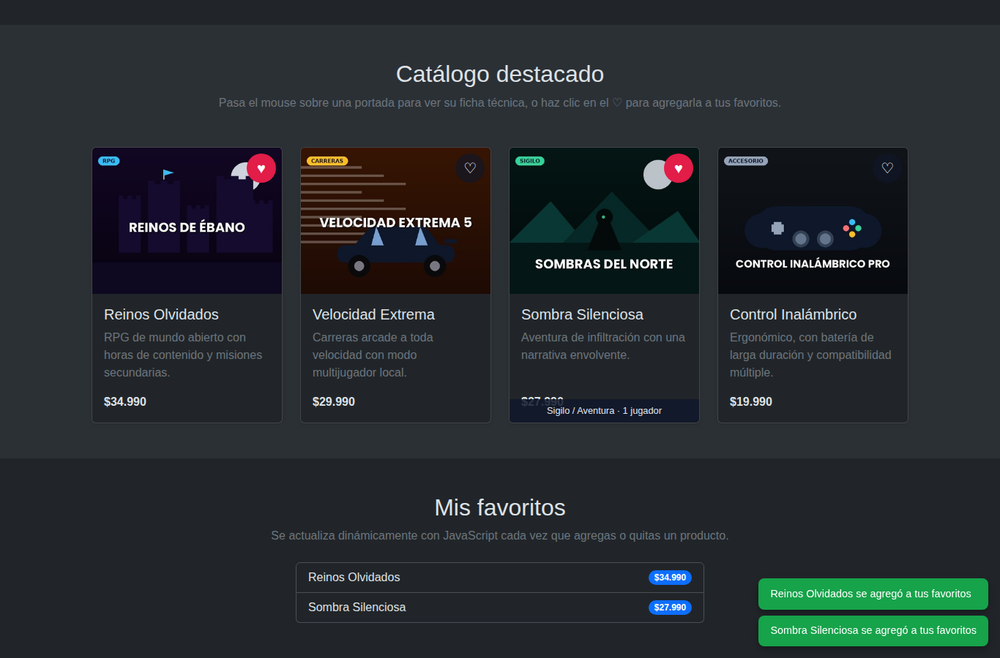 Catálogo destacado
Pasa el mouse sobre una portada para ver su ficha técnica, o haz clic en el ♡ para agregarla a tus favoritos.
RPG
♥
REINOS DE ÉBANO
Reinos Olvidados
RPG de mundo abierto con
horas de contenido y misiones
secundarias.
$34.990
CARRERAS
♡
VELOCIDAD EXTREMA 5
Velocidad Extrema
Carreras arcade a toda
velocidad con modo
multijugador local.
$29.990
SIGILO
♥
SOMBRAS DEL NORTE
Sombra Silenciosa
Aventura de infiltración con una
narrativa envolvente.
$27.990
Sigilo / Aventura · 1 jugador
ACCESORIO
♡
CONTROL INALÁMBRICO PRO
Control Inalámbrico
Ergonómico, con batería de
larga duración y compatibilidad
múltiple.
$19.990
Mis favoritos
Se actualiza dinámicamente con JavaScript cada vez que agregas o quitas un producto.
Reinos Olvidados $34.990
Sombra Silenciosa $27.990
Reinos Olvidados se agregó a tus favoritos
Sombra Silenciosa se agregó a tus favoritos